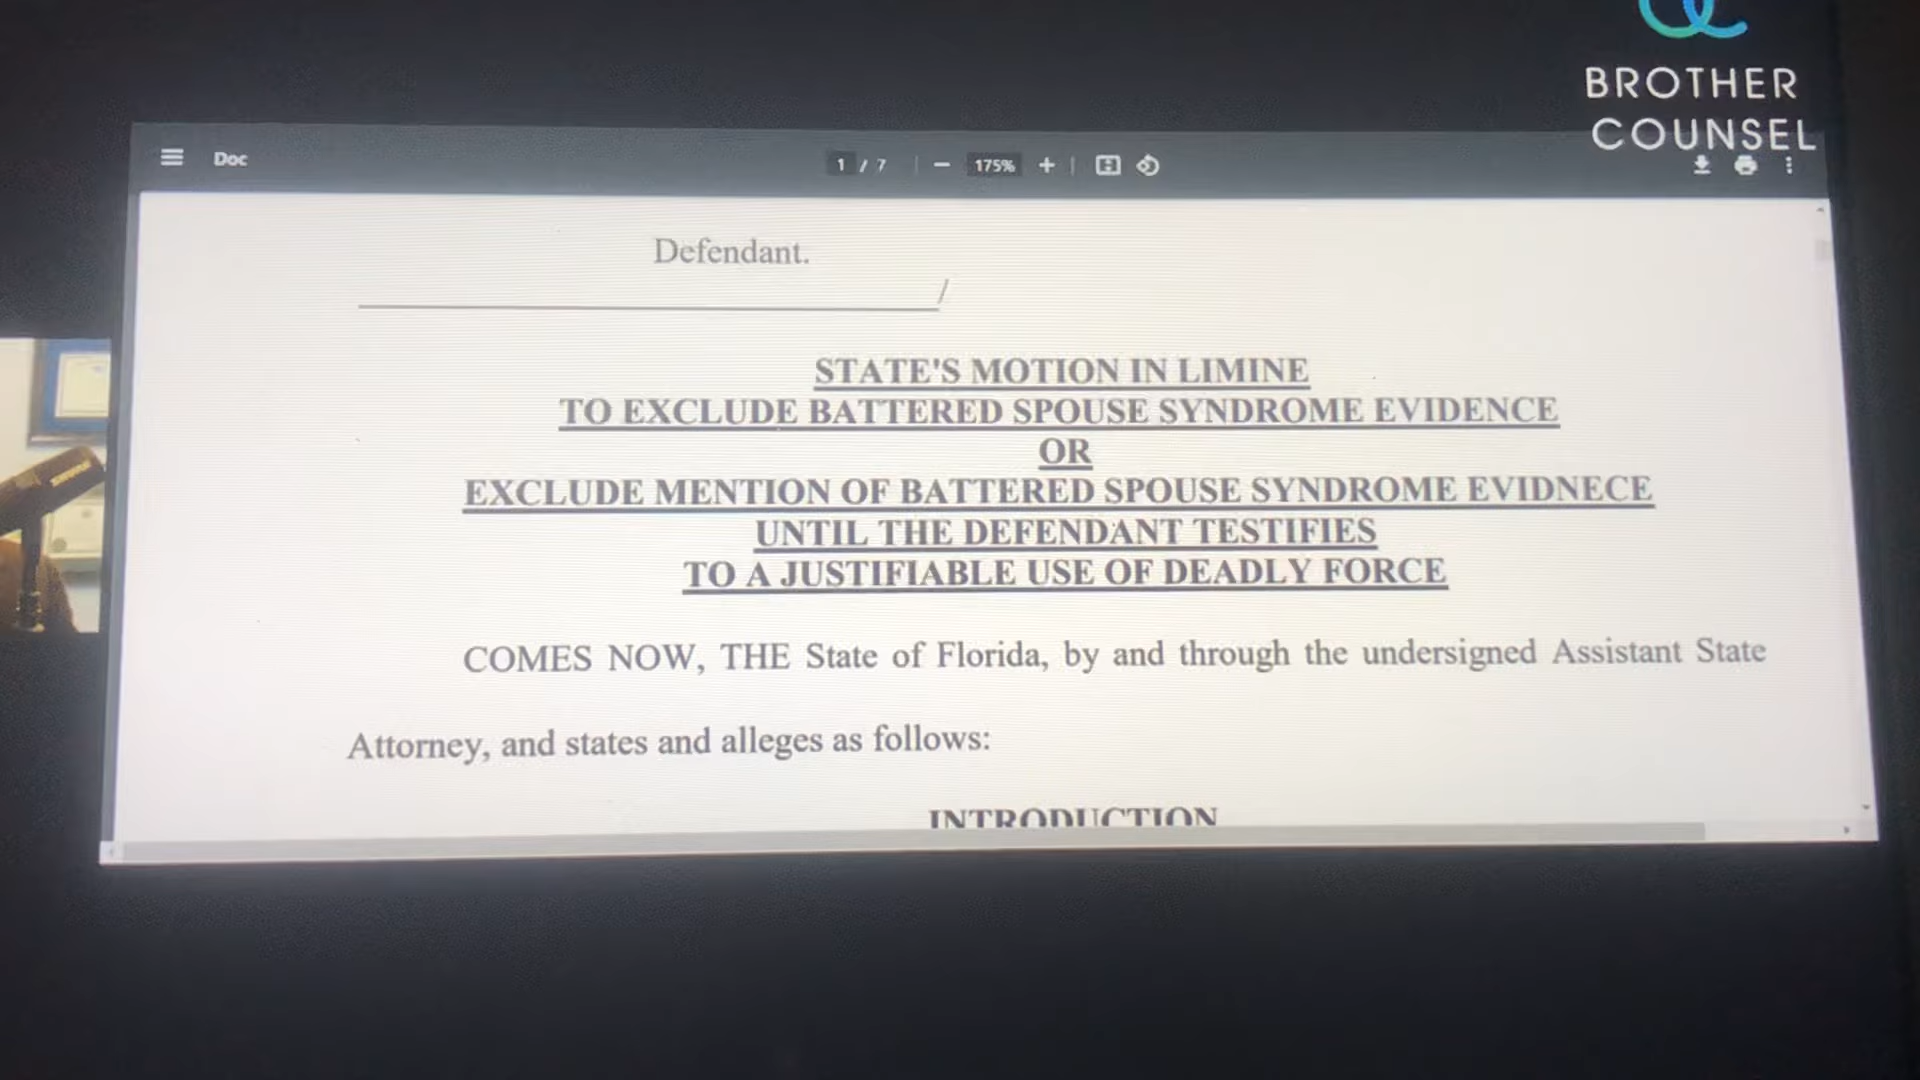 BROTHER
COUNSEL
Doc
1 / 7
175%
Defendant.
/
STATE'S MOTION IN LIMINE
TO EXCLUDE BATTERED SPOUSE SYNDROME EVIDENCE
OR
EXCLUDE MENTION OF BATTERED SPOUSE SYNDROME EVIDNECE
UNTIL THE DEFENDANT TESTIFIES
TO A JUSTIFIABLE USE OF DEADLY FORCE
COMES NOW, THE State of Florida, by and through the undersigned Assistant State
Attorney, and states and alleges as follows:
INTRODUCTION